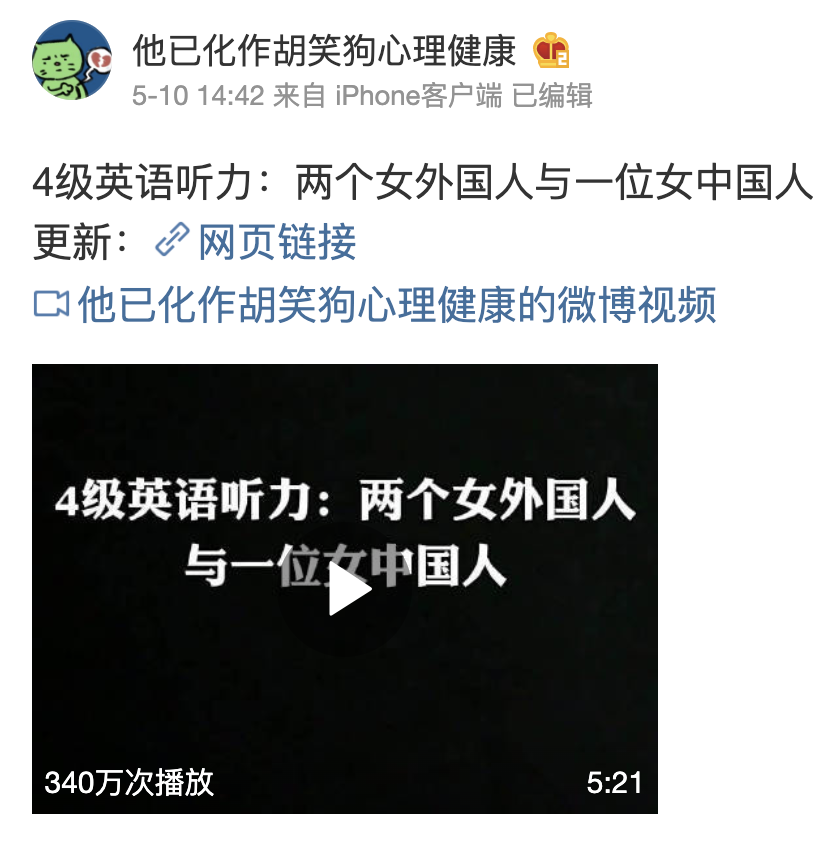 他已化作胡笑狗心理健康
5-10 14:42 来自 iPhone客户端 已编辑
4级英语听力：两个女外国人与一位女中国人
更新：网页链接
他已化作胡笑狗心理健康的微博视频
4级英语听力：两个女外国人
与一位女中国人
340万次播放 5:21